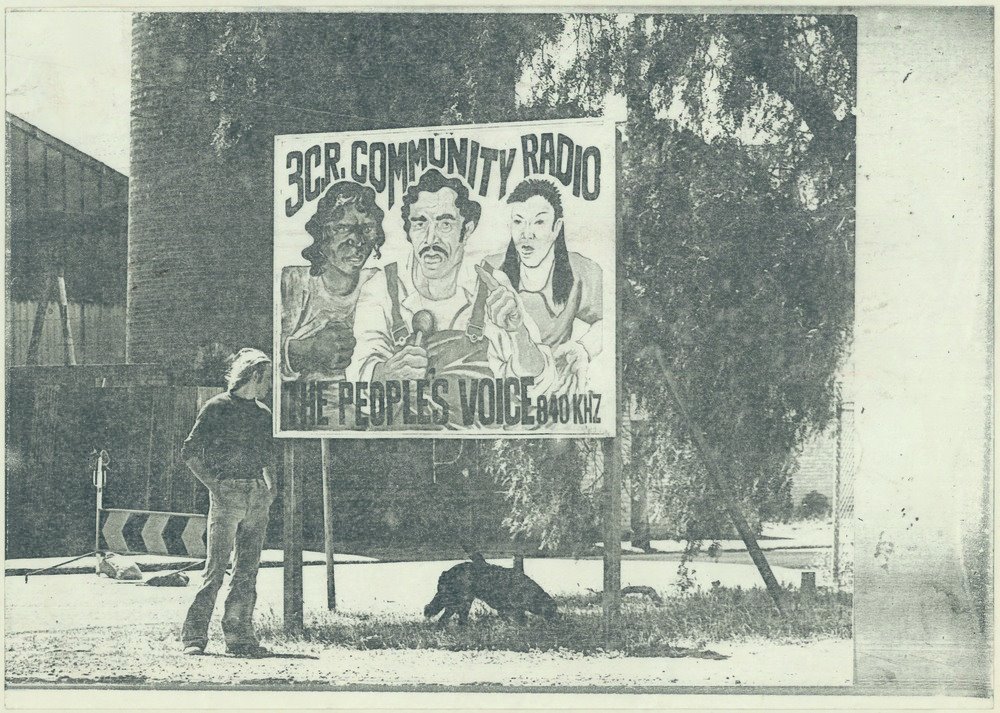 3CR. COMMUNITY RADIO
THE PEOPLES VOICE 840 KHZ